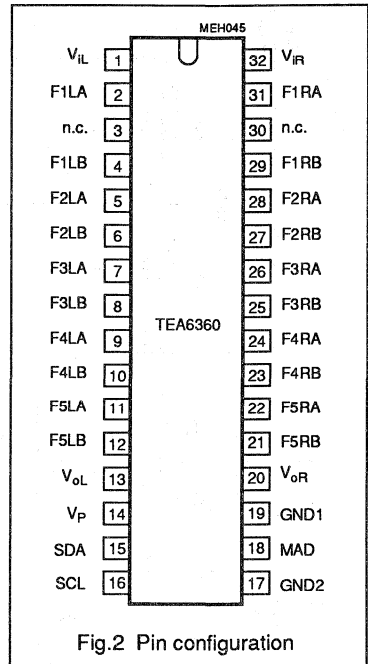 MEH045
ViL 1 32 ViR
F1LA 2 31 F1RA
n.c. 3 30 n.c.
F1LB 4 29 F1RB
F2LA 5 28 F2RA
F2LB 6 27 F2RB
F3LA 7 26 F3RA
F3LB 8 25 F3RB
TEA6360
F4LA 9 24 F4RA
F4LB 10 23 F4RB
F5LA 11 22 F5RA
F5LB 12 21 F5RB
VoL 13 20 VoR
VP 14 19 GND1
SDA 15 18 MAD
SCL 16 17 GND2
Fig.2 Pin configuration